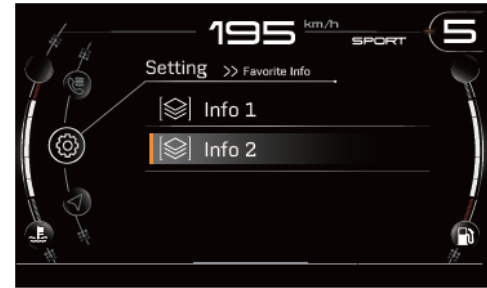 195 km/h SPORT 5
Setting >> Favorite Info
Info 1
Info 2